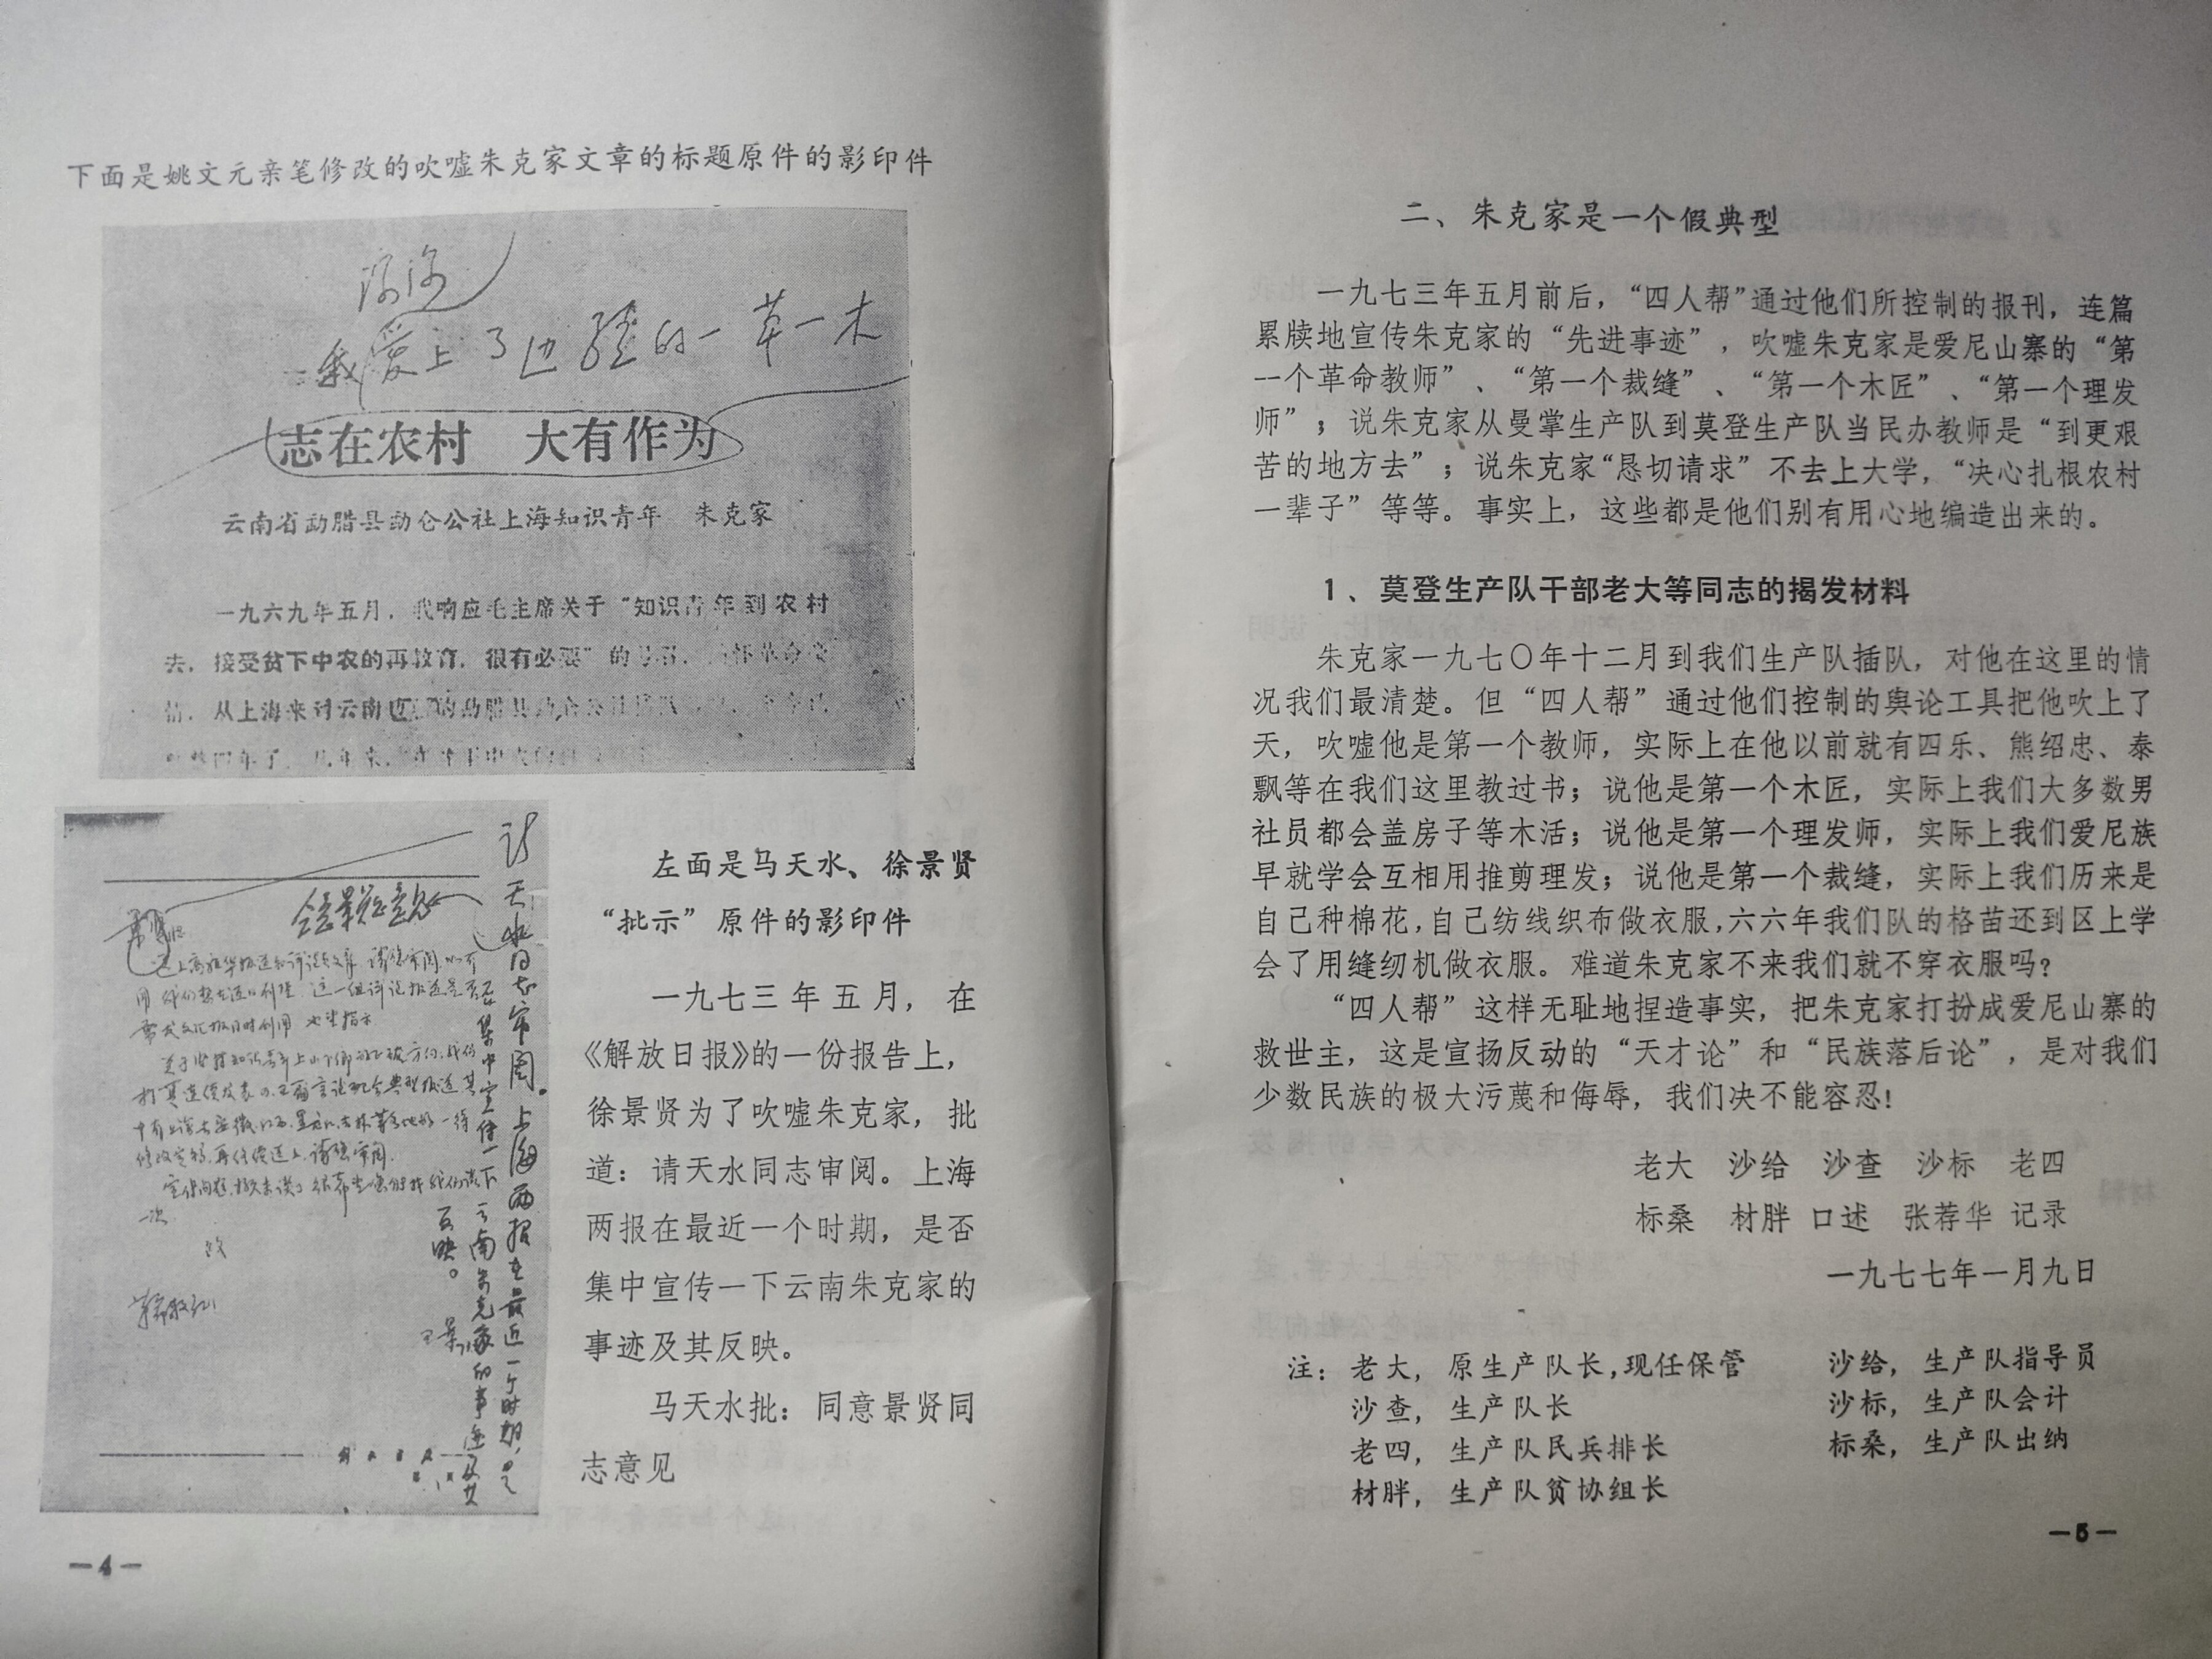 下面是姚文元亲笔修改的吹嘘朱克家文章的标题原件的影印件
我爱上了边疆的一草一木
志在农村 大有作为
云南省勐腊县勐仑公社上海知识青年 朱克家
一九六九年五月，我响应毛主席关于“知识青年到农村
去，接受贫下中农的再教育，很有必要”的
情，从上海来到云南边疆的勐腊县勐仑公社
请天水同志审阅。上海两报在最近一个时期，是
否集中宣传一下云南朱克家的事迹及其
反映。
左面是马天水、徐景贤
“批示”原件的影印件
一九七三年五月，在
《解放日报》的一份报告上，
徐景贤为了吹嘘朱克家，批
道：请天水同志审阅。上海
两报在最近一个时期，是否
集中宣传一下云南朱克家的
事迹及其反映。
马天水批：同意景贤同
志意见
—4—
二、朱克家是一个假典型
一九七三年五月前后，“四人帮”通过他们所控制的报刊，连篇
累牍地宣传朱克家的“先进事迹”，吹嘘朱克家是爱尼山寨的“第
一个革命教师”、“第一个裁缝”、“第一个木匠”、“第一个理发
师”；说朱克家从曼掌生产队到莫登生产队当民办教师是“到更艰
苦的地方去”；说朱克家“恳切请求”不去上大学，“决心扎根农村
一辈子”等等。事实上，这些都是他们别有用心地编造出来的。
1、莫登生产队干部老大等同志的揭发材料
朱克家一九七〇年十二月到我们生产队插队，对他在这里的情
况我们最清楚。但“四人帮”通过他们控制的舆论工具把他吹上了
天，吹嘘他是第一个教师，实际上在他以前就有四乐、熊绍忠、泰
飘等在我们这里教过书；说他是第一个木匠，实际上我们大多数男
社员都会盖房子等木活；说他是第一个理发师，实际上我们爱尼族
早就学会互相用推剪理发；说他是第一个裁缝，实际上我们历来是
自己种棉花，自己纺线织布做衣服，六六年我们队的格苗还到区上学
会了用缝纫机做衣服。难道朱克家不来我们就不穿衣服吗？
“四人帮”这样无耻地捏造事实，把朱克家打扮成爱尼山寨的
救世主，这是宣扬反动的“天才论”和“民族落后论”，是对我们
少数民族的极大污蔑和侮辱，我们决不能容忍！
老大 沙给 沙查 沙标 老四
标桑 材胖 口述 张荐华 记录
一九七七年一月九日
注：老大，原生产队长，现任保管 沙给，生产队指导员
沙查，生产队长 沙标，生产队会计
老四，生产队民兵排长 标桑，生产队出纳
材胖，生产队贫协组长
—5—